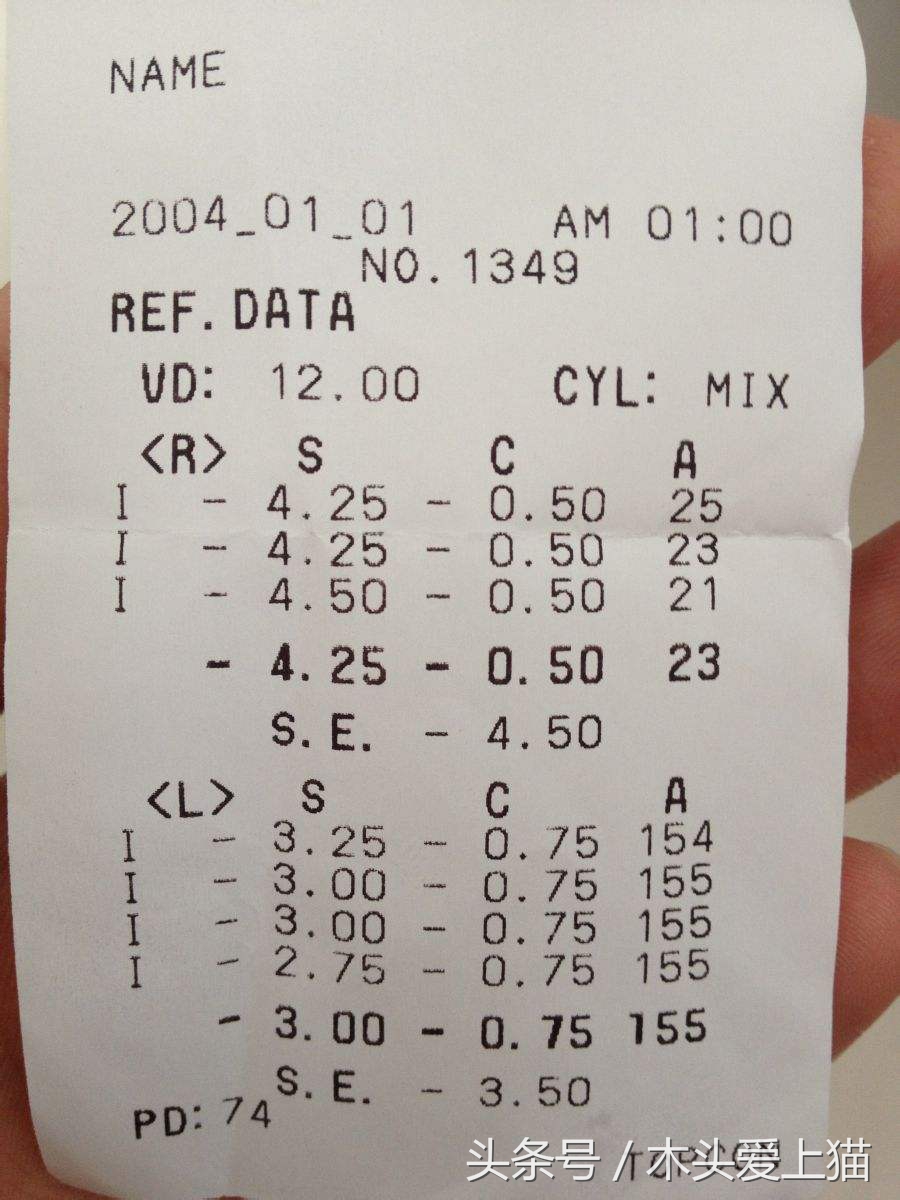 NAME
2004_01_01 AM 01:00
NO. 1349
REF. DATA
VD: 12.00 CYL: MIX
<R> S C A
I - 4.25 - 0.50 25
I - 4.25 - 0.50 23
I - 4.50 - 0.50 21
- 4.25 - 0.50 23
S.E. - 4.50
<L> S C A
I - 3.25 - 0.75 154
I - 3.00 - 0.75 155
I - 3.00 - 0.75 155
I - 2.75 - 0.75 155
- 3.00 - 0.75 155
S.E. - 3.50
PD: 74
TOPCON
头条号 / 木头爱上猫